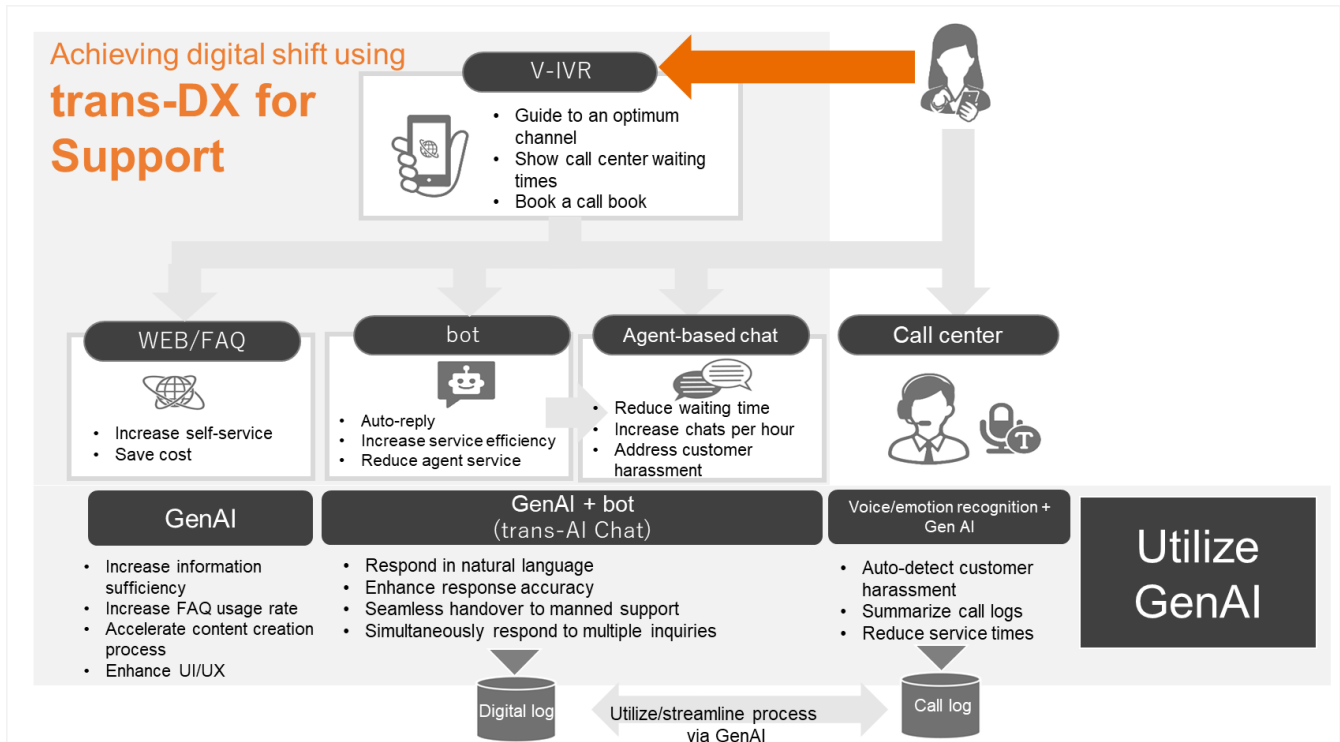 Achieving digital shift using
trans-DX for
Support
V-IVR
• Guide to an optimum
channel
• Show call center waiting
times
• Book a call book
WEB/FAQ
• Increase self-service
• Save cost
bot
• Auto-reply
• Increase service efficiency
• Reduce agent service
Agent-based chat
• Reduce waiting time
• Increase chats per hour
• Address customer
harassment
Call center
T
GenAI
• Increase information
sufficiency
• Increase FAQ usage rate
• Accelerate content creation
process
• Enhance UI/UX
GenAI + bot
(trans-AI Chat)
• Respond in natural language
• Enhance response accuracy
• Seamless handover to manned support
• Simultaneously respond to multiple inquiries
Voice/emotion recognition +
Gen AI
• Auto-detect customer
harassment
• Summarize call logs
• Reduce service times
Utilize
GenAI
Digital log
Utilize/streamline process
via GenAI
Call log